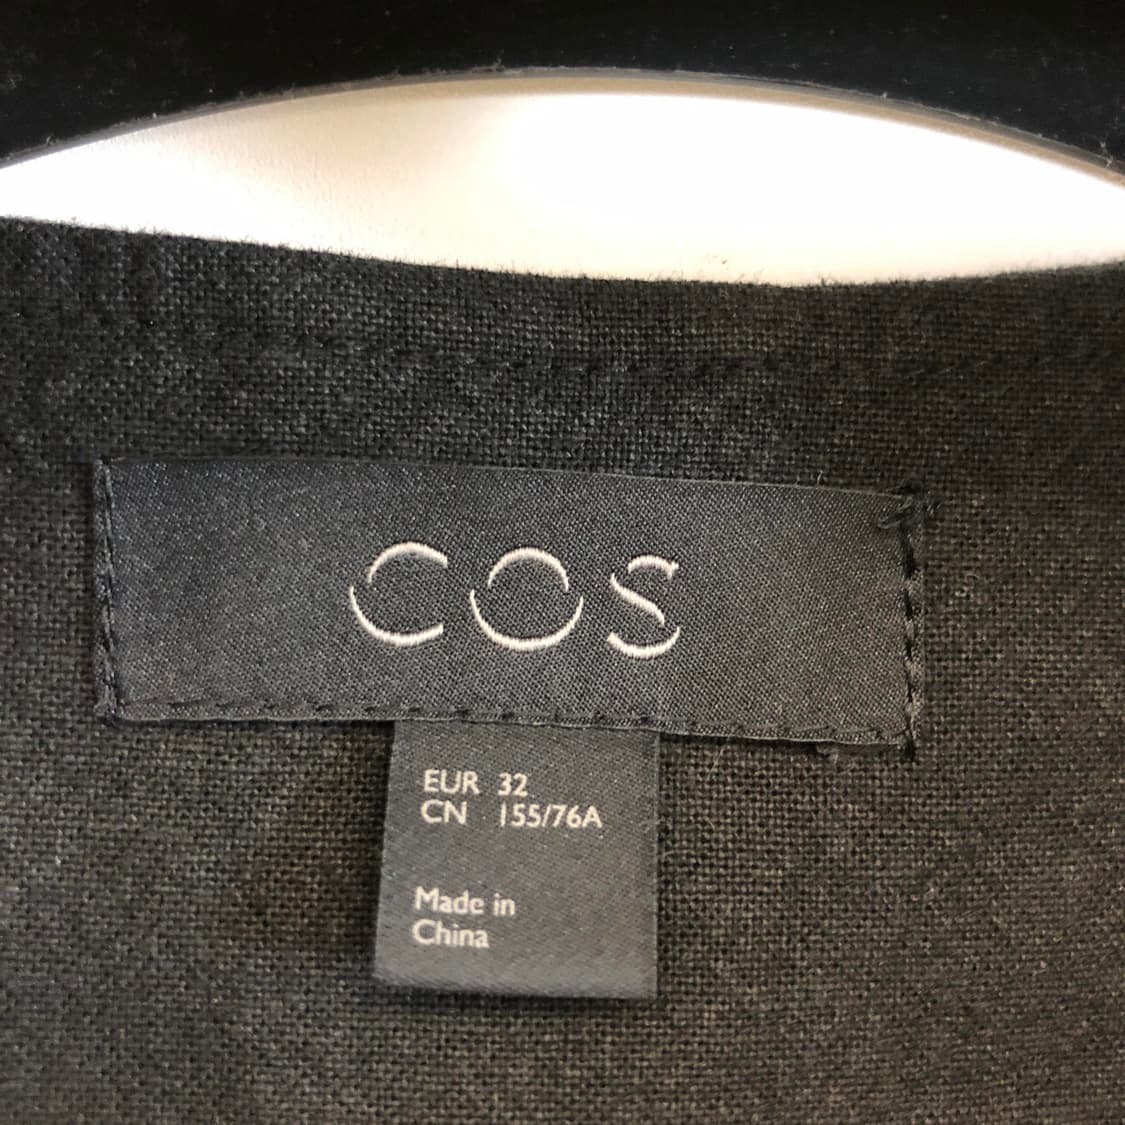 COS
EUR 32
CN 155/76A
Made in
China